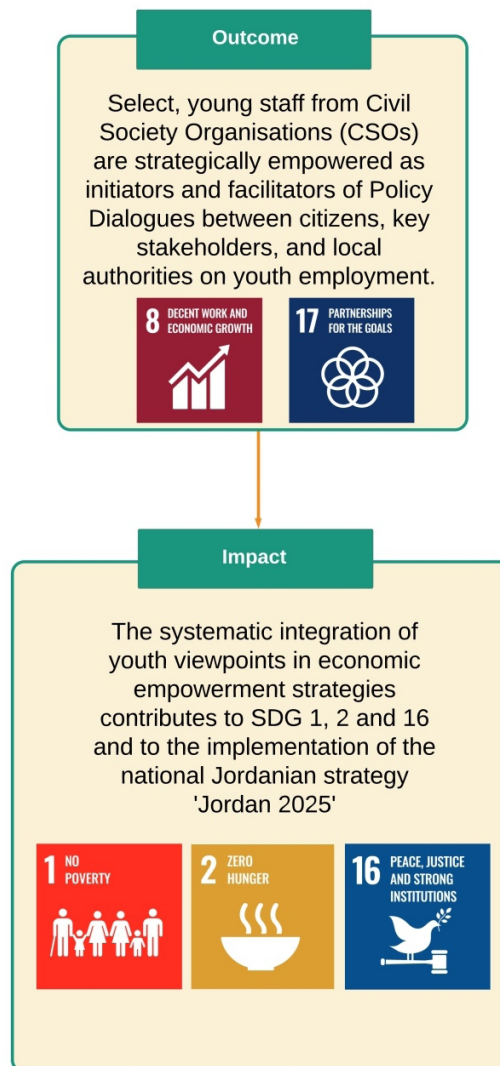 Outcome
Select, young staff from Civil
Society Organisations (CSOs)
are strategically empowered as
initiators and facilitators of Policy
Dialogues between citizens, key
stakeholders, and local
authorities on youth employment.
8 DECENT WORK AND
ECONOMIC GROWTH
17 PARTNERSHIPS
FOR THE GOALS
Impact
The systematic integration of
youth viewpoints in economic
empowerment strategies
contributes to SDG 1, 2 and 16
and to the implementation of the
national Jordanian strategy
'Jordan 2025'
1 NO
POVERTY
2 ZERO
HUNGER
16 PEACE, JUSTICE
AND STRONG
INSTITUTIONS